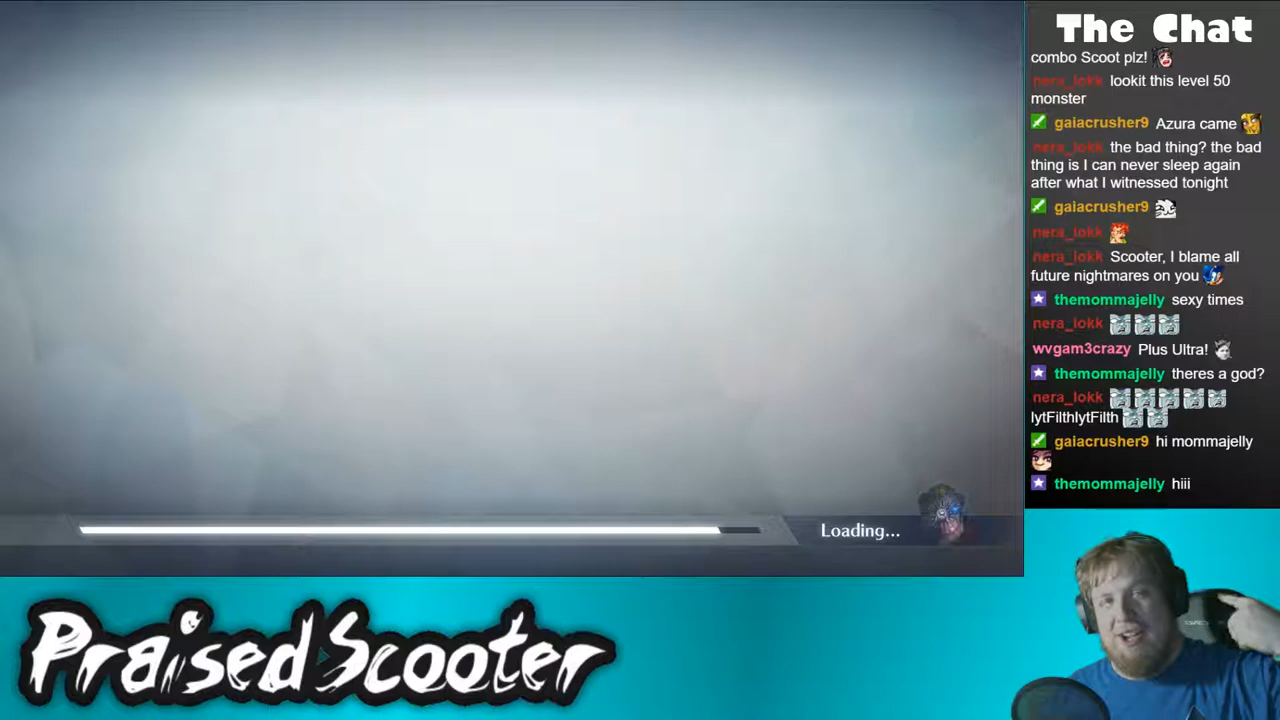 The Chat
combo Scoot plz!
nera_lokk lookit this level 50
monster
gaiacrusher9 Azura came
nera_lokk the bad thing? the bad
thing is I can never sleep again
after what I witnessed tonight
gaiacrusher9
nera_lokk
nera_lokk Scooter, I blame all
future nightmares on you
themommajelly sexy times
nera_lokk
wvgam3crazy Plus Ultra!
themommajelly theres a god?
nera_lokk
lytFilthlytFilth
gaiacrusher9 hi mommajelly
themommajelly hiii
Loading...
PraisedScooter